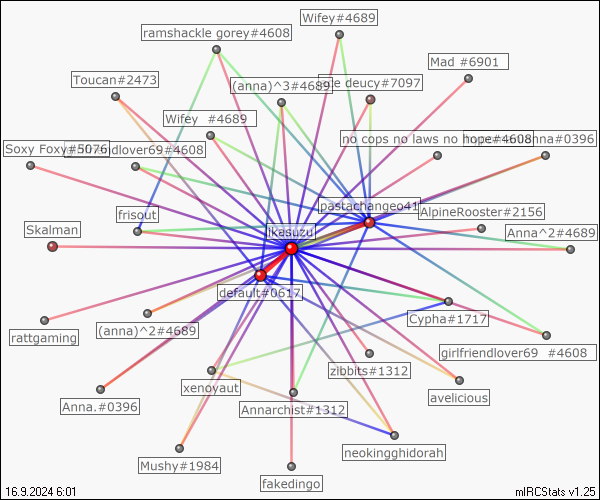 Wifey#4689
ramshackle gorey#4608
Mad #6901
Toucan#2473
(anna)^3#4689
deucy#7097
Wifey  #4689
no cops no laws no hope#4608
anna#0396
Soxy Foxy#5076
dlover69#4608
pastachangeo41
AlpineRooster#2156
frisout
Skalman
Ikasuzu
Anna^2#4689
default#0617
rattgaming
(anna)^2#4689
Cypha#1717
girlfriendlover69  #4608
zibbits#1312
xenoyaut
avelicious
Anna.#0396
Annarchist#1312
neokingghidorah
Mushy#1984
fakedingo
16.9.2024 6:01
mIRCStats v1.25